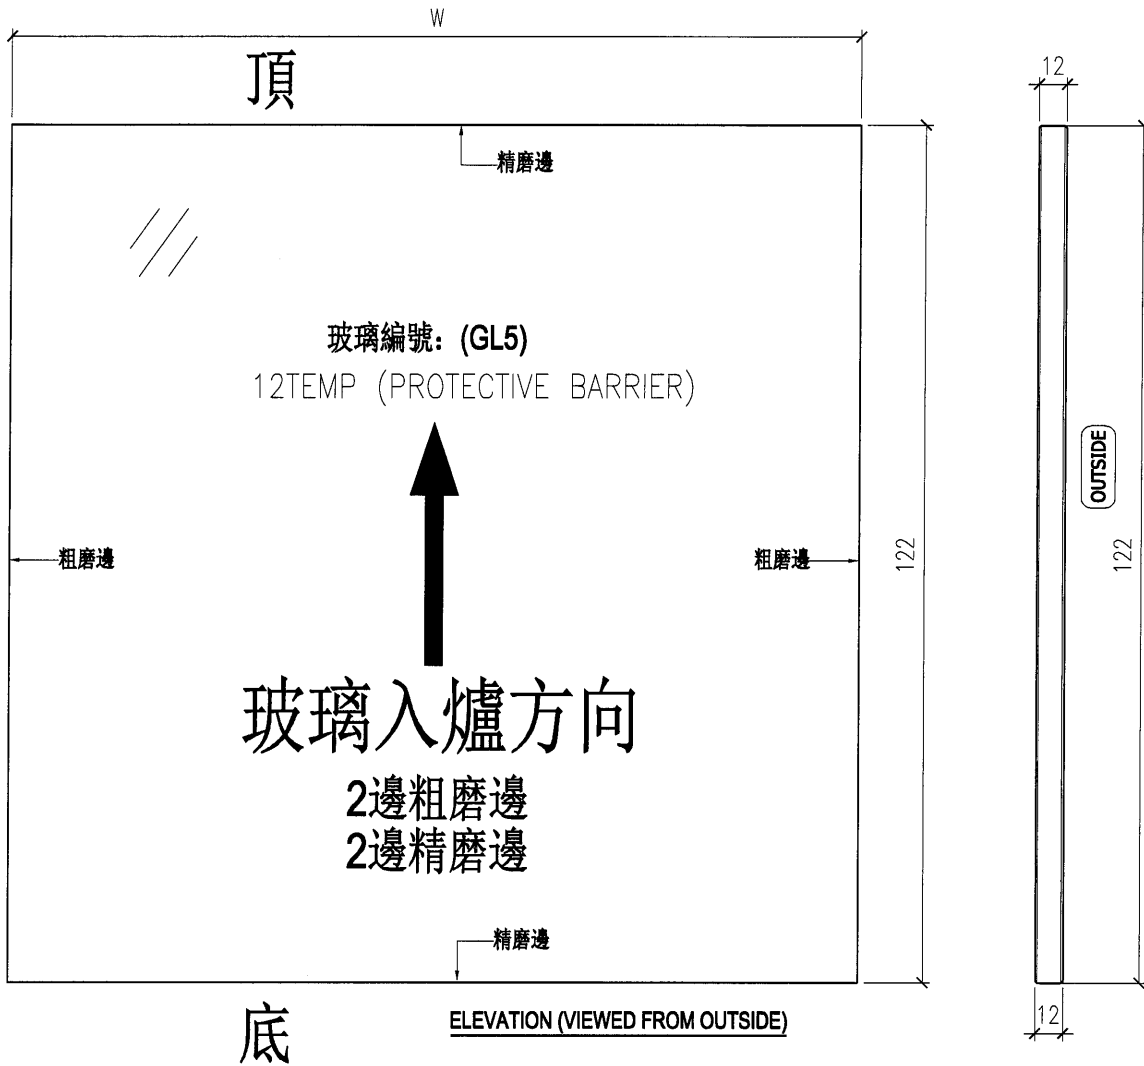 W
頂
12
精磨邊
玻璃編號：(GL5)
12TEMP (PROTECTIVE BARRIER)
OUTSIDE
粗磨邊
粗磨邊
122
122
玻璃入爐方向
2邊粗磨邊
2邊精磨邊
精磨邊
底
ELEVATION (VIEWED FROM OUTSIDE)
12